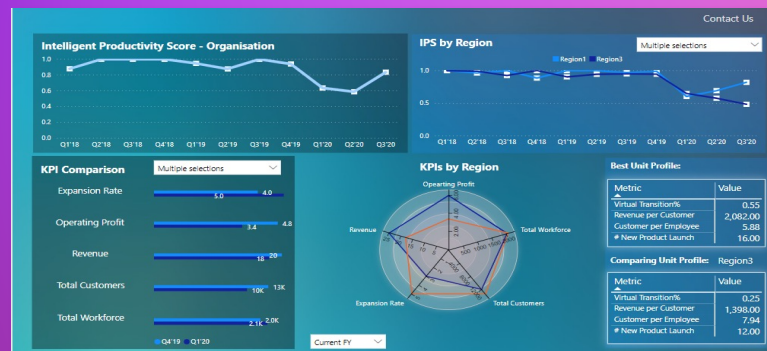 Contact Us
Intelligent Productivity Score - Organisation
1.0
0.8
0.6
0.4
0.2
0.0
Q1'18 Q2'18 Q3'18 Q4'18 Q1'19 Q2'19 Q3'19 Q4'19 Q1'20 Q2'20 Q3'20
IPS by Region
Multiple selections
Region1 Region3
1.0
0.5
0.0
Q1'18 Q2'18 Q3'18 Q4'18 Q1'19 Q2'19 Q3'19 Q4'19 Q1'20 Q2'20 Q3'20
KPI Comparison
Multiple selections
Expansion Rate
4.0
5.0
Operating Profit
4.8
3.4
Revenue
20
18
Total Customers
13K
10K
Total Workforce
2.0K
2.1K
Q4'19 Q1'20
KPIs by Region
Operating Profit
Total Workforce
Total Customers
Expansion Rate
Revenue
Current FY
Best Unit Profile:
Metric Value
Virtual Transition% 0.55
Revenue per Customer 2,082.00
Customer per Employee 5.88
# New Product Launch 16.00
Comparing Unit Profile: Region3
Metric Value
Virtual Transition% 0.25
Revenue per Customer 1,398.00
Customer per Employee 7.94
# New Product Launch 12.00